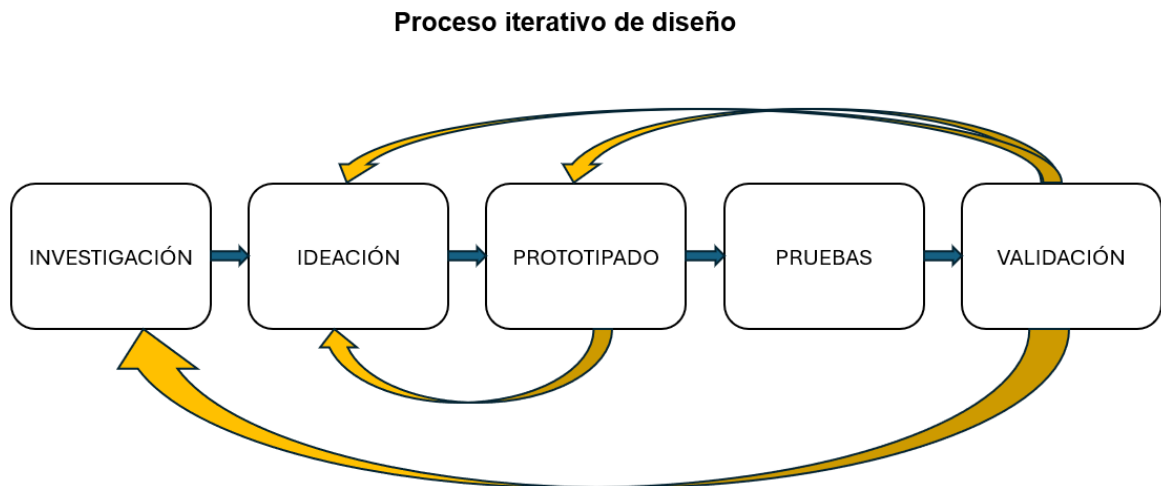 Proceso iterativo de diseño
INVESTIGACIÓN
IDEACIÓN
PROTOTIPADO
PRUEBAS
VALIDACIÓN